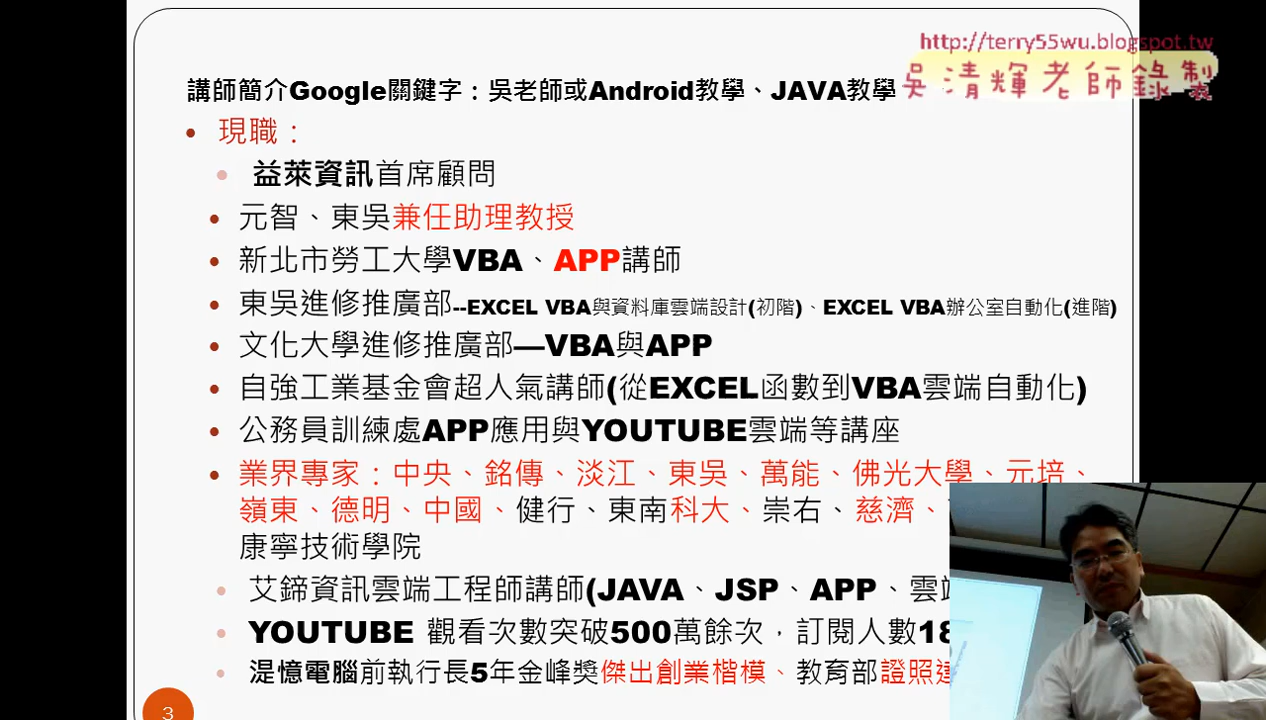 http://terry55wu.blogspot.tw
吳清輝老師錄製
講師簡介Google關鍵字：吳老師或Android教學、JAVA教學
• 現職：
• 益萊資訊首席顧問
• 元智、東吳兼任助理教授
• 新北市勞工大學VBA、APP講師
• 東吳進修推廣部--EXCEL VBA與資料庫雲端設計(初階)、EXCEL VBA辦公室自動化(進階)
• 文化大學進修推廣部—VBA與APP
• 自強工業基金會超人氣講師(從EXCEL函數到VBA雲端自動化)
• 公務員訓練處APP應用與YOUTUBE雲端等講座
• 業界專家：中央、銘傳、淡江、東吳、萬能、佛光大學、元培、
嶺東、德明、中國、健行、東南科大、崇右、慈濟、
康寧技術學院
• 艾鍗資訊雲端工程師講師(JAVA、JSP、APP、雲
• YOUTUBE 觀看次數突破500萬餘次，訂閱人數18
• 湜憶電腦前執行長5年金峰獎傑出創業楷模、教育部證照達
3